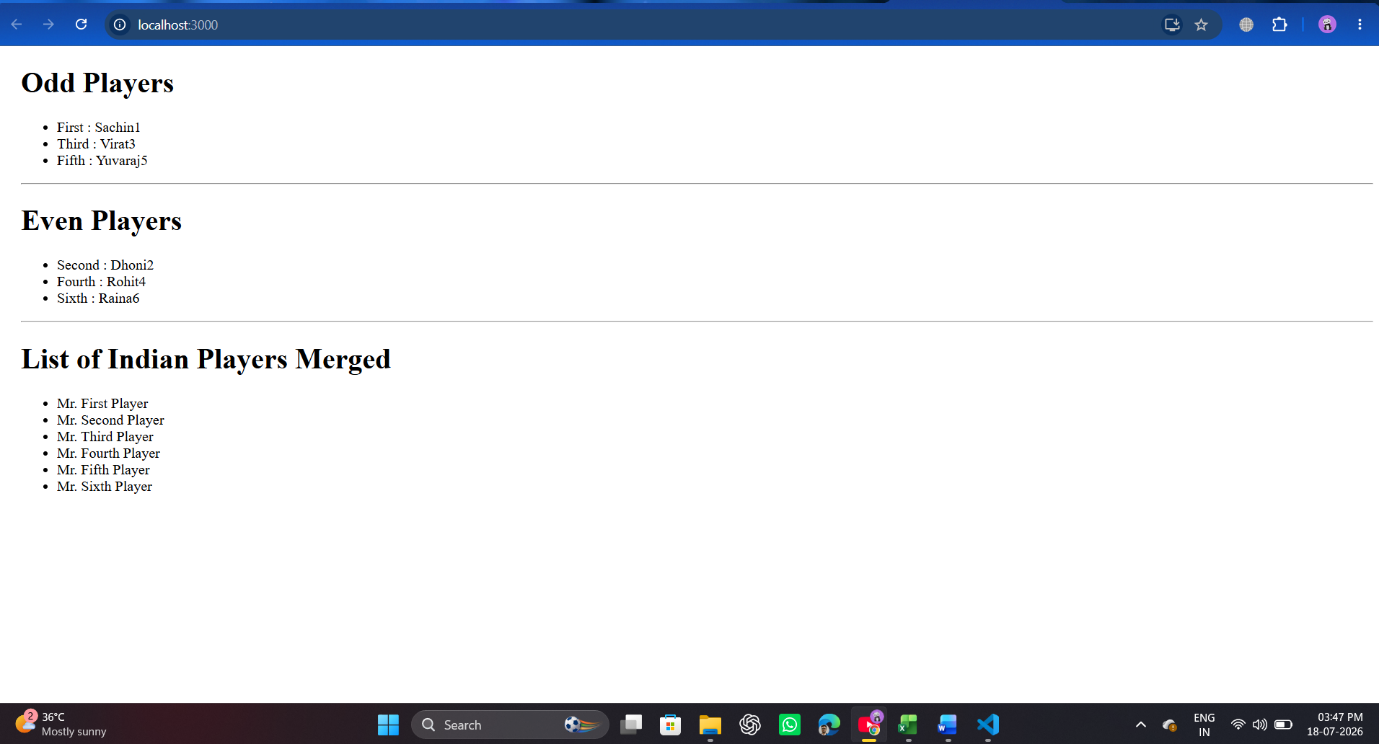 localhost:3000
Odd Players
First : Sachin1
Third : Virat3
Fifth : Yuvaraj5
Even Players
Second : Dhoni2
Fourth : Rohit4
Sixth : Raina6
List of Indian Players Merged
Mr. First Player
Mr. Second Player
Mr. Third Player
Mr. Fourth Player
Mr. Fifth Player
Mr. Sixth Player
2
36°C
Mostly sunny
Search
ENG
IN
03:47 PM
18-07-2026